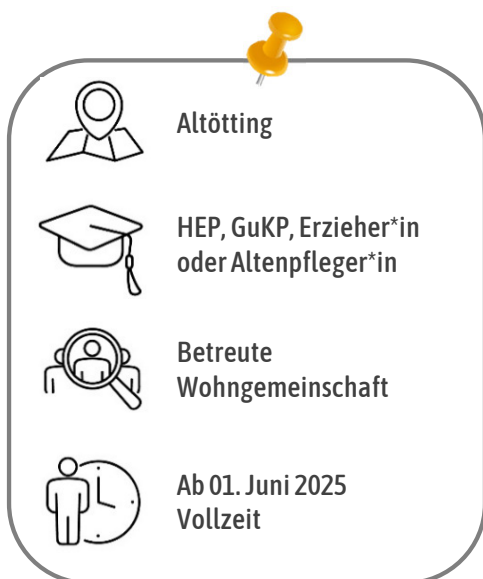 Altötting
HEP, GuKP, Erzieher*in
oder Altenpfleger*in
Betreute
Wohngemeinschaft
Ab 01. Juni 2025
Vollzeit